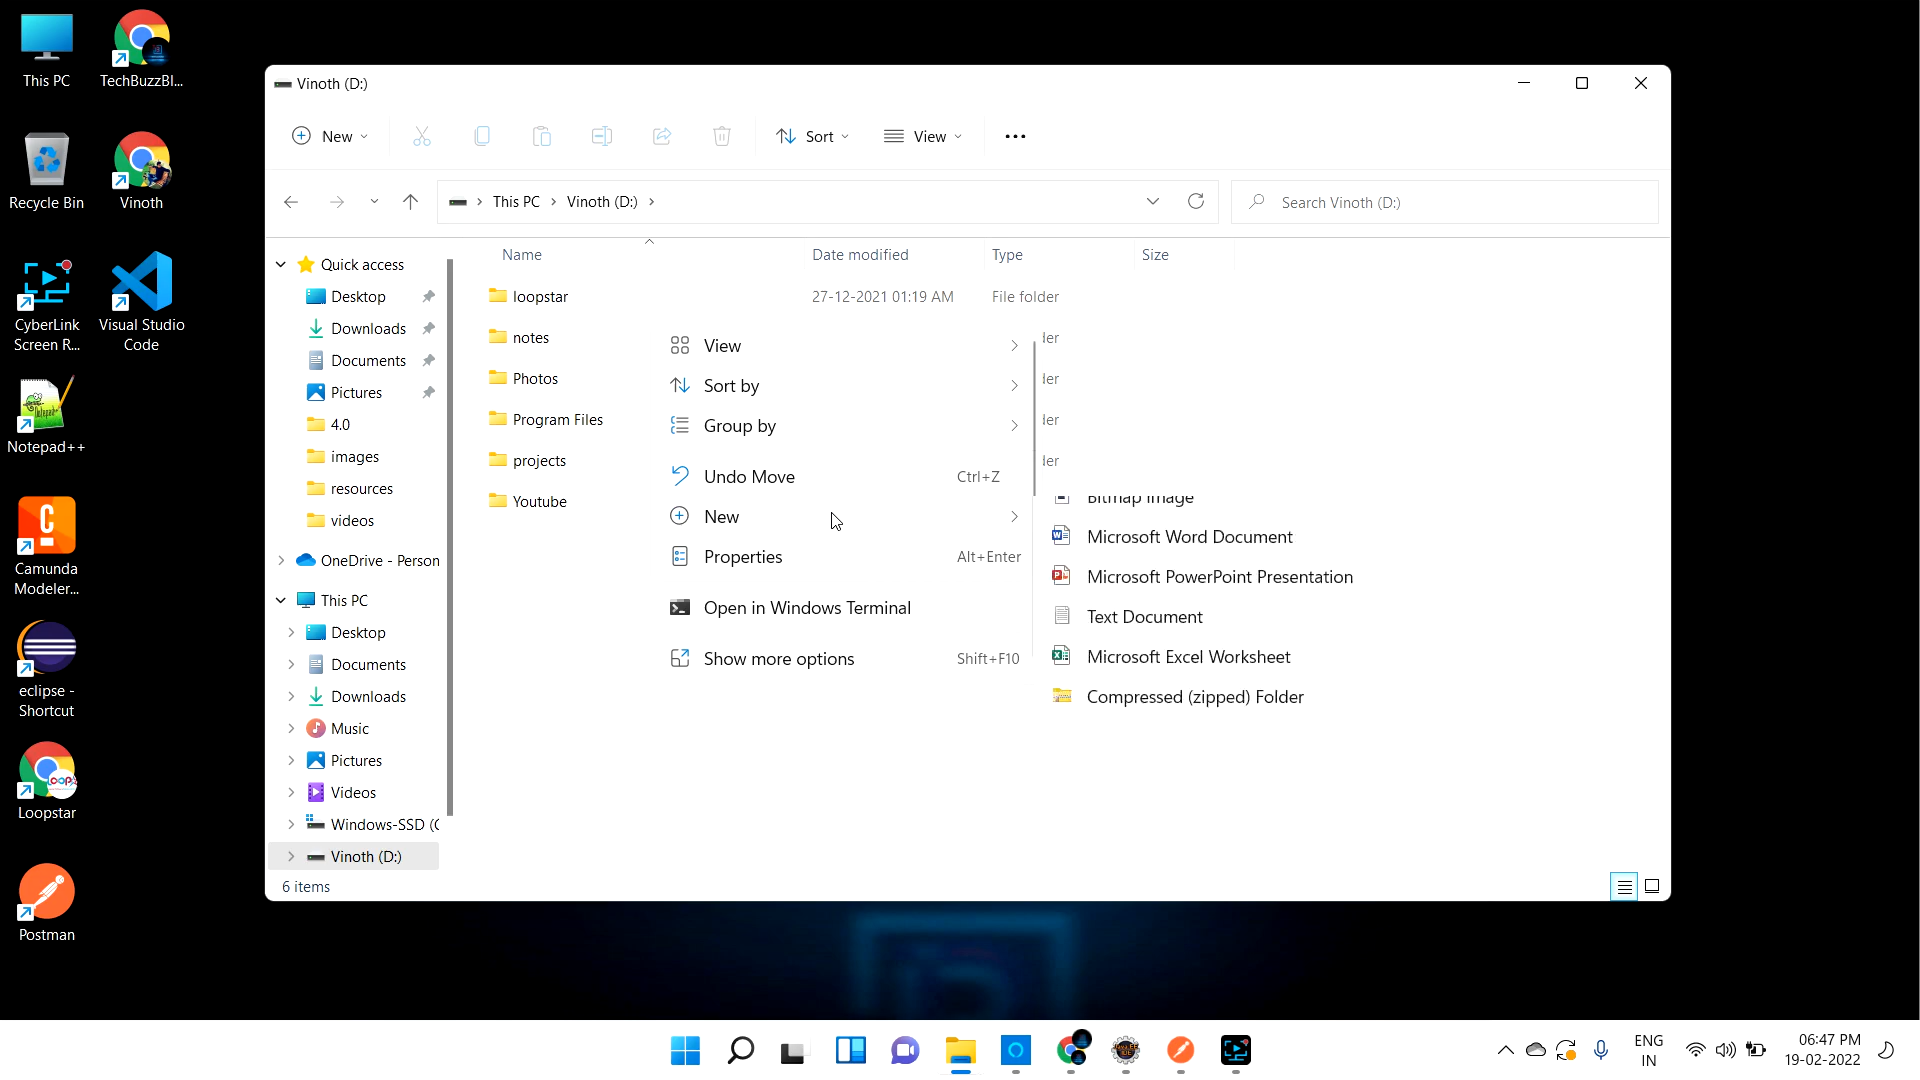 This PC
TechBuzzBl...
Recycle Bin
Vinoth
CyberLink
Screen R...
Visual Studio
Code
Notepad++
Camunda
Modeler...
eclipse -
Shortcut
Loopstar
Postman
Vinoth (D:)
New
Sort
View
This PC
Vinoth (D:)
Search Vinoth (D:)
Quick access
Desktop
Downloads
Documents
Pictures
4.0
images
resources
videos
OneDrive - Person
This PC
Desktop
Documents
Downloads
Music
Pictures
Videos
Windows-SSD (C
Vinoth (D:)
6 items
Name Date modified Type Size
loopstar 27-12-2021 01:19 AM File folder
notes der
Photos der
Program Files der
projects der
Youtube
View
Sort by
Group by
Undo Move Ctrl+Z
New
Properties Alt+Enter
Open in Windows Terminal
Show more options Shift+F10
Bitmap image
Microsoft Word Document
Microsoft PowerPoint Presentation
Text Document
Microsoft Excel Worksheet
Compressed (zipped) Folder
ENG
IN
06:47 PM
19-02-2022